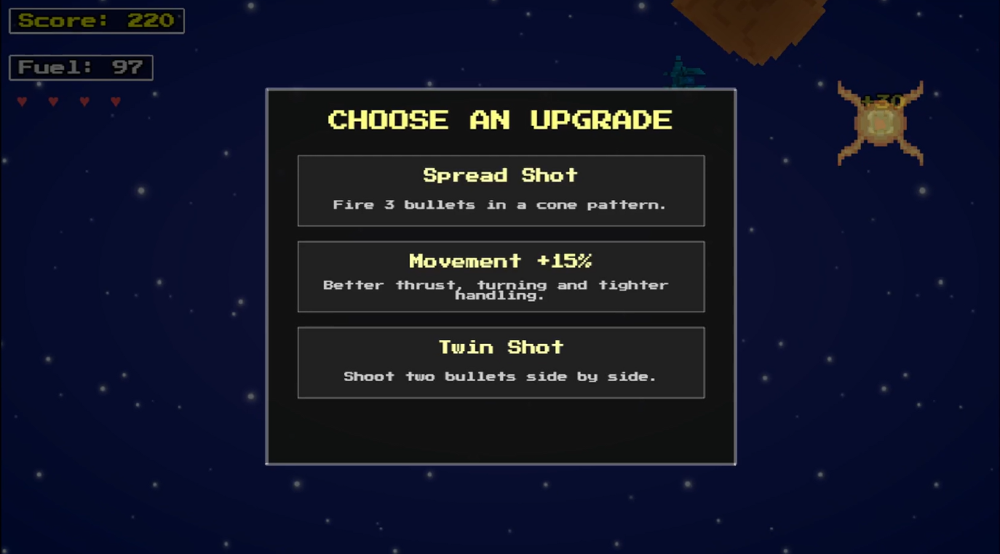 Score: 220
Fuel: 97
+30
CHOOSE AN UPGRADE
Spread Shot
Fire 3 bullets in a cone pattern.
Movement +15%
Better thrust, turning and tighter
handling.
Twin Shot
Shoot two bullets side by side.